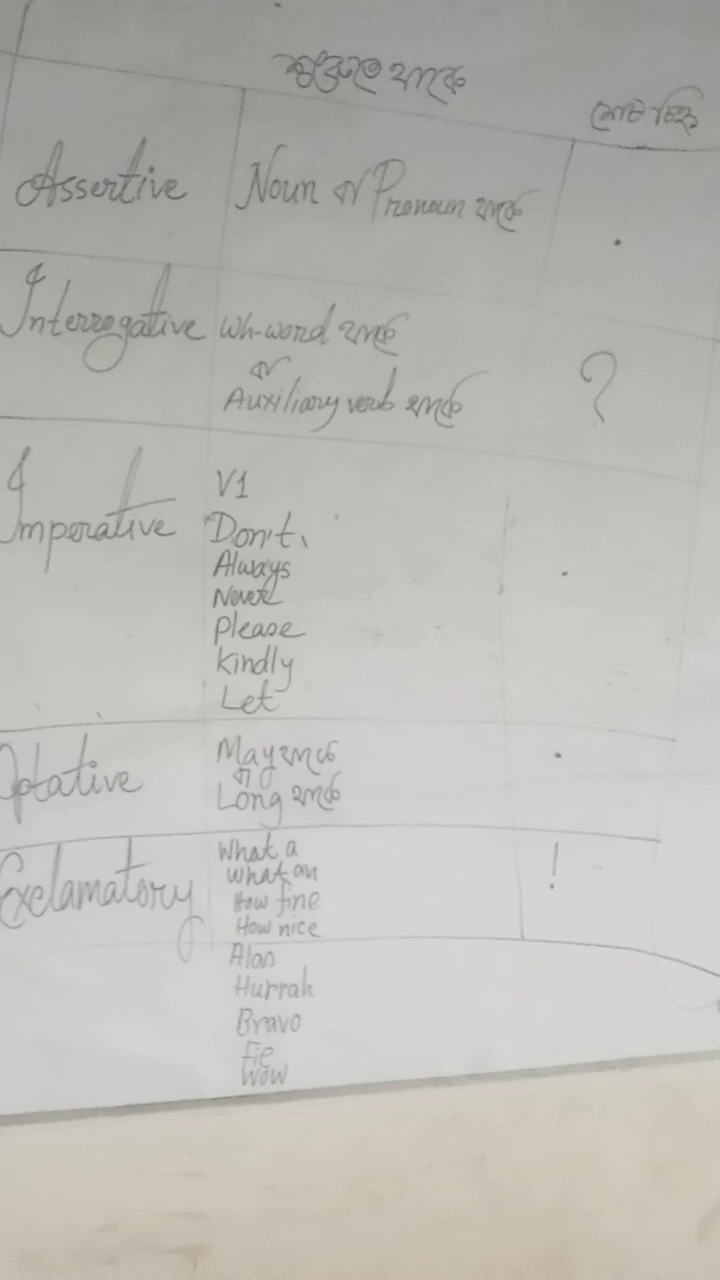 শুরুতে থাকে
শেষ চিহ্ন
Assertive Noun বা Pronoun থাকে .
Interrogative Wh-word থাকে
বা
Auxiliary verb থাকে ?
V1
Imperative Don't
Always .
Never
Please
Kindly
Let
May থাকে .
Optative বা
Long থাকে
What a !
What an
Exclamatory How fine
How nice
Alas
Hurrah
Bravo
Fie
Wow